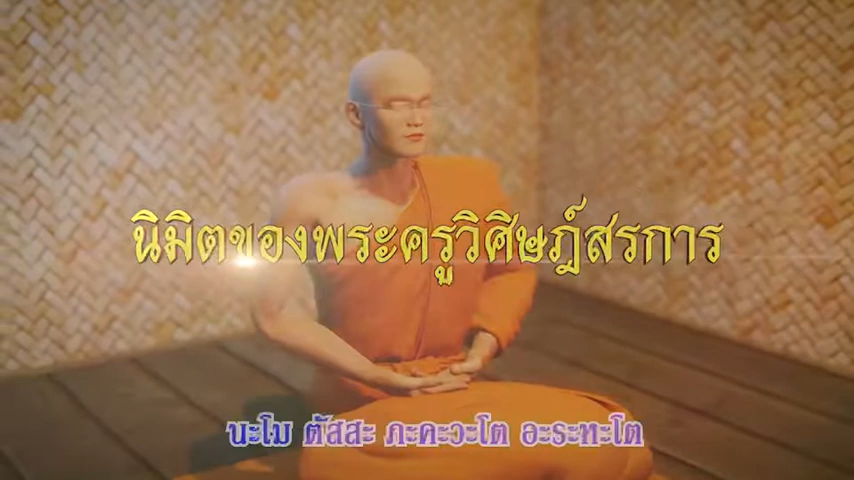 นิมิตของพระครูวิศิษฎ์สรการ
นะโม ตัสสะ ภะคะวะโต อะระหะโต